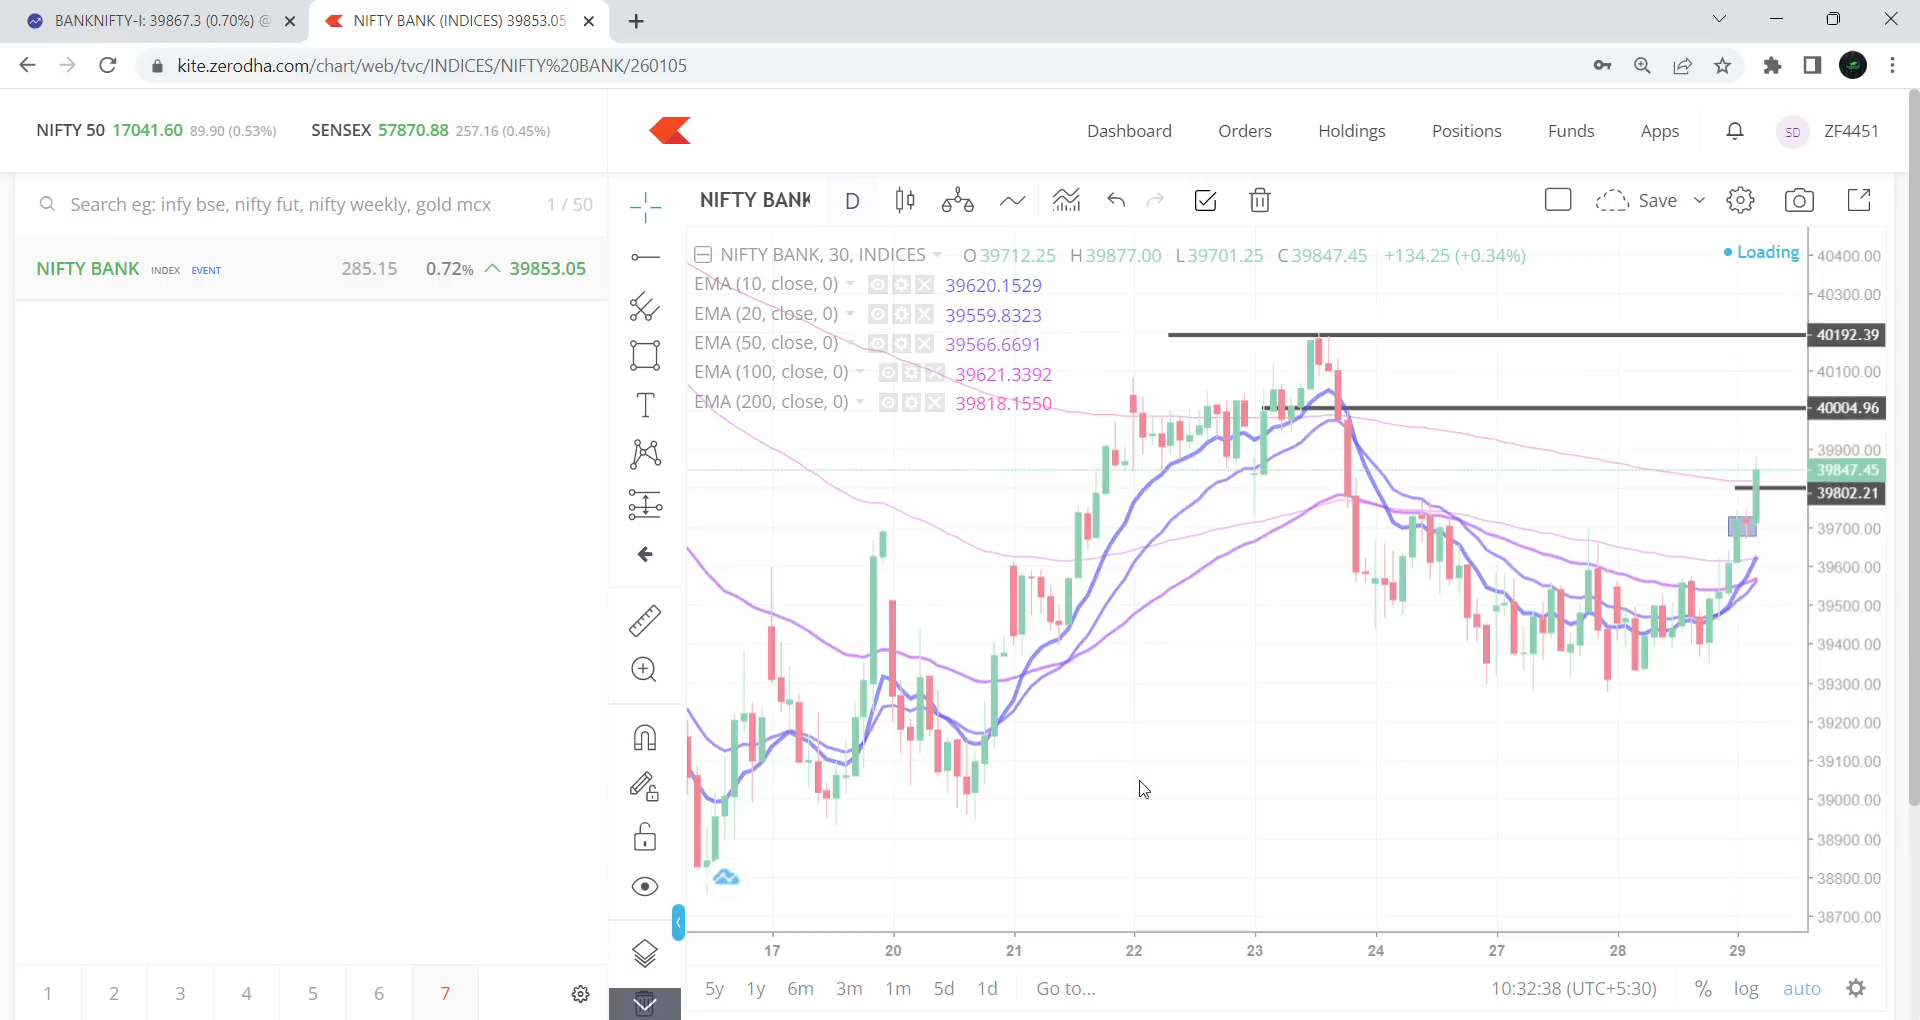 BANKNIFTY-I: 39867.3 (0.70%) @
NIFTY BANK (INDICES) 39853.05
kite.zerodha.com/chart/web/tvc/INDICES/NIFTY%20BANK/260105
NIFTY 50 17041.60 89.90 (0.53%) SENSEX 57870.88 257.16 (0.45%)
Dashboard Orders Holdings Positions Funds Apps SD ZF4451
Search eg: infy bse, nifty fut, nifty weekly, gold mcx 1 / 50
NIFTY BANK INDEX EVENT 285.15 0.72% 39853.05
NIFTY BANK D Save
NIFTY BANK, 30, INDICES O39712.25 H39877.00 L39701.25 C39847.45 +134.25 (+0.34%)
Loading
EMA (10, close, 0) 39620.1529
EMA (20, close, 0) 39559.8323
EMA (50, close, 0) 39566.6691
EMA (100, close, 0) 39621.3392
EMA (200, close, 0) 39818.1550
40400.00
40300.00
40192.39
40100.00
40004.96
39900.00
39847.45
39802.21
39700.00
39600.00
39500.00
39400.00
39300.00
39200.00
39100.00
39000.00
38900.00
38800.00
38700.00
17 20 21 22 23 24 27 28 29
1 2 3 4 5 6 7
5y 1y 6m 3m 1m 5d 1d Go to... 10:32:38 (UTC+5:30) % log auto